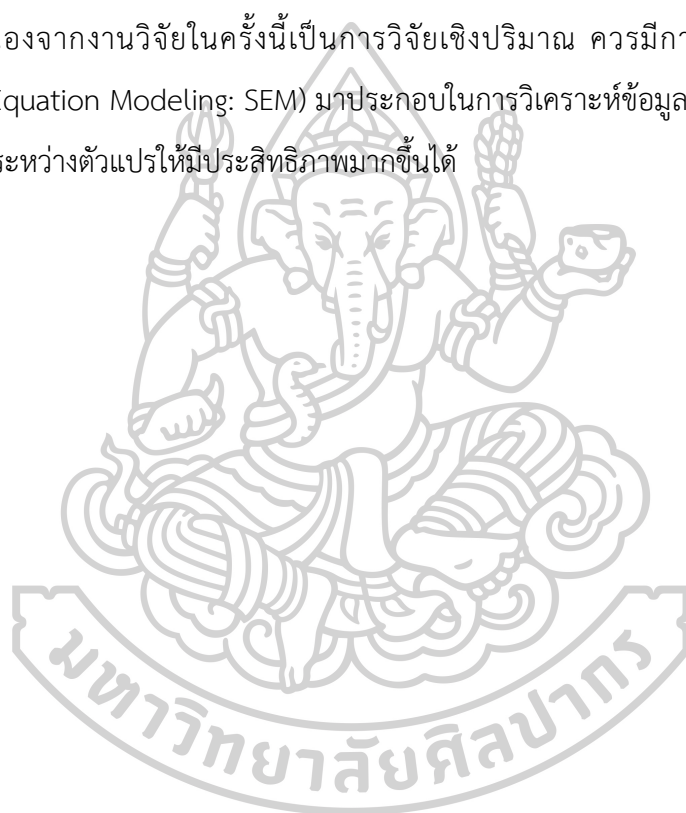 องจากงานวิจัยในครั้งนี้เป็นการวิจัยเชิงปริมาณ ควรมีกา
Equation Modeling: SEM) มาประกอบในการวิเคราะห์ข้อมูล
ระหว่างตัวแปรให้มีประสิทธิภาพมากขึ้นได้
มหาวิทยาลัยศิลปากร